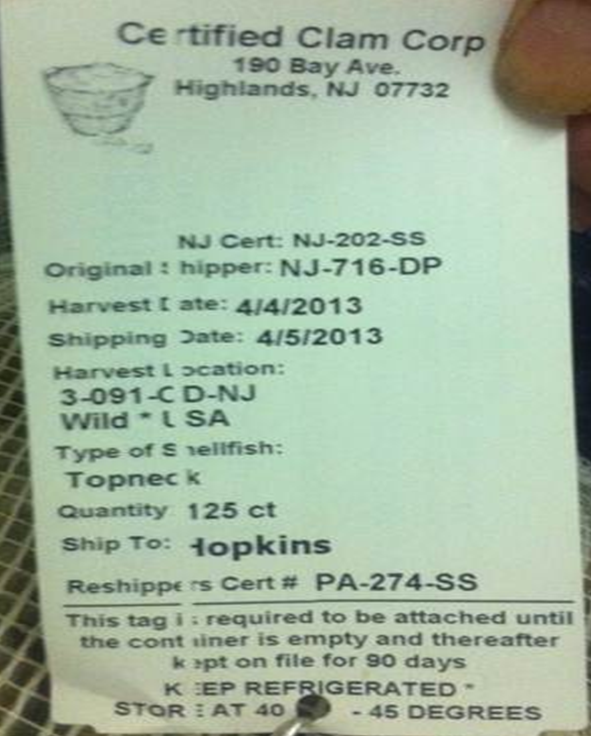 Certified Clam Corp
190 Bay Ave.
Highlands, NJ 07732
NJ Cert: NJ-202-SS
Original Shipper: NJ-716-DP
Harvest Date: 4/4/2013
Shipping Date: 4/5/2013
Harvest Location:
3-091-CD-NJ
Wild * USA
Type of Shellfish:
Topneck
Quantity 125 ct
Ship To: Hopkins
Reshippers Cert # PA-274-SS
This tag is required to be attached until
the container is empty and thereafter
kept on file for 90 days
KEEP REFRIGERATED *
STORE AT 40 - 45 DEGREES